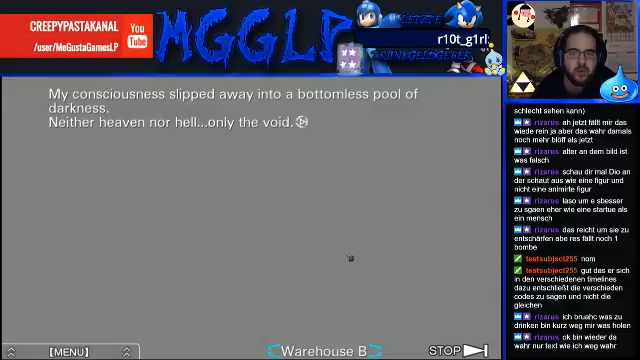 CREEPYPASTAKANAL
/user/MeGustaGamesLP
You
Tube
MGGLP
LETZTE
r10t_g1rl
TRINKGELDGEBER
My consciousness slipped away into a bottomless pool of
darkness.
Neither heaven nor hell...only the void.
[MENU]
Warehouse B
STOP
schlecht sehen kann)
rizarus: ah jetzt fällt mir das
wiede rein ja aber das wahr damals
noch mehr blöff als jetzt
rizarus: alter an dem bild ist
was falsch
rizarus: schau dir mal Dio an
der schaut aus wie eine figur und
nicht eine animirte figur
rizarus: laso um e sbesser
zu sgaen eher wie eine startue als
ein mensch
rizarus: das reicht um sie zu
entschärfen abe res fällt noch 1
bombe
testsubject255: nom
testsubject255: gut das er sich
in den verschiedenen timelines
dazu entschließt die verschieden
codes zu sagen und nicht die
gleichen
rizarus: ich bruahc was zu
drinken bin kurz weg mir was holen
rizarus: ok bin wieder da
wahr nur text wie ich weg wahr